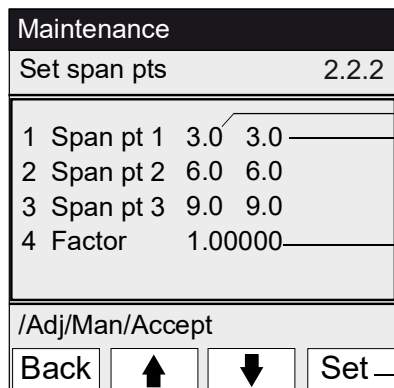 Maintenance
Set span pts 2.2.2
1 Span pt 1 3.0 3.0
2 Span pt 2 6.0 6.0
3 Span pt 3 9.0 9.0
4 Factor 1.00000
/Adj/Man/Accept
Back Set